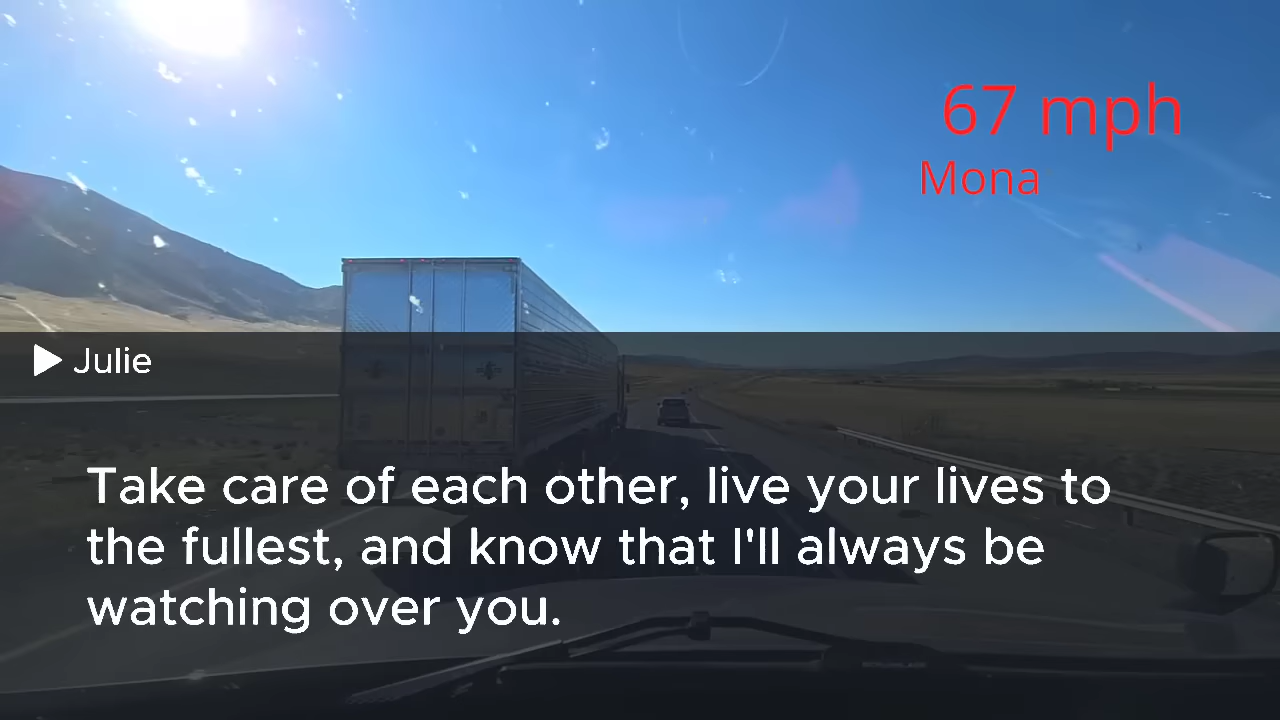 67 mph
Mona
Julie
Take care of each other, live your lives to
the fullest, and know that I'll always be
watching over you.